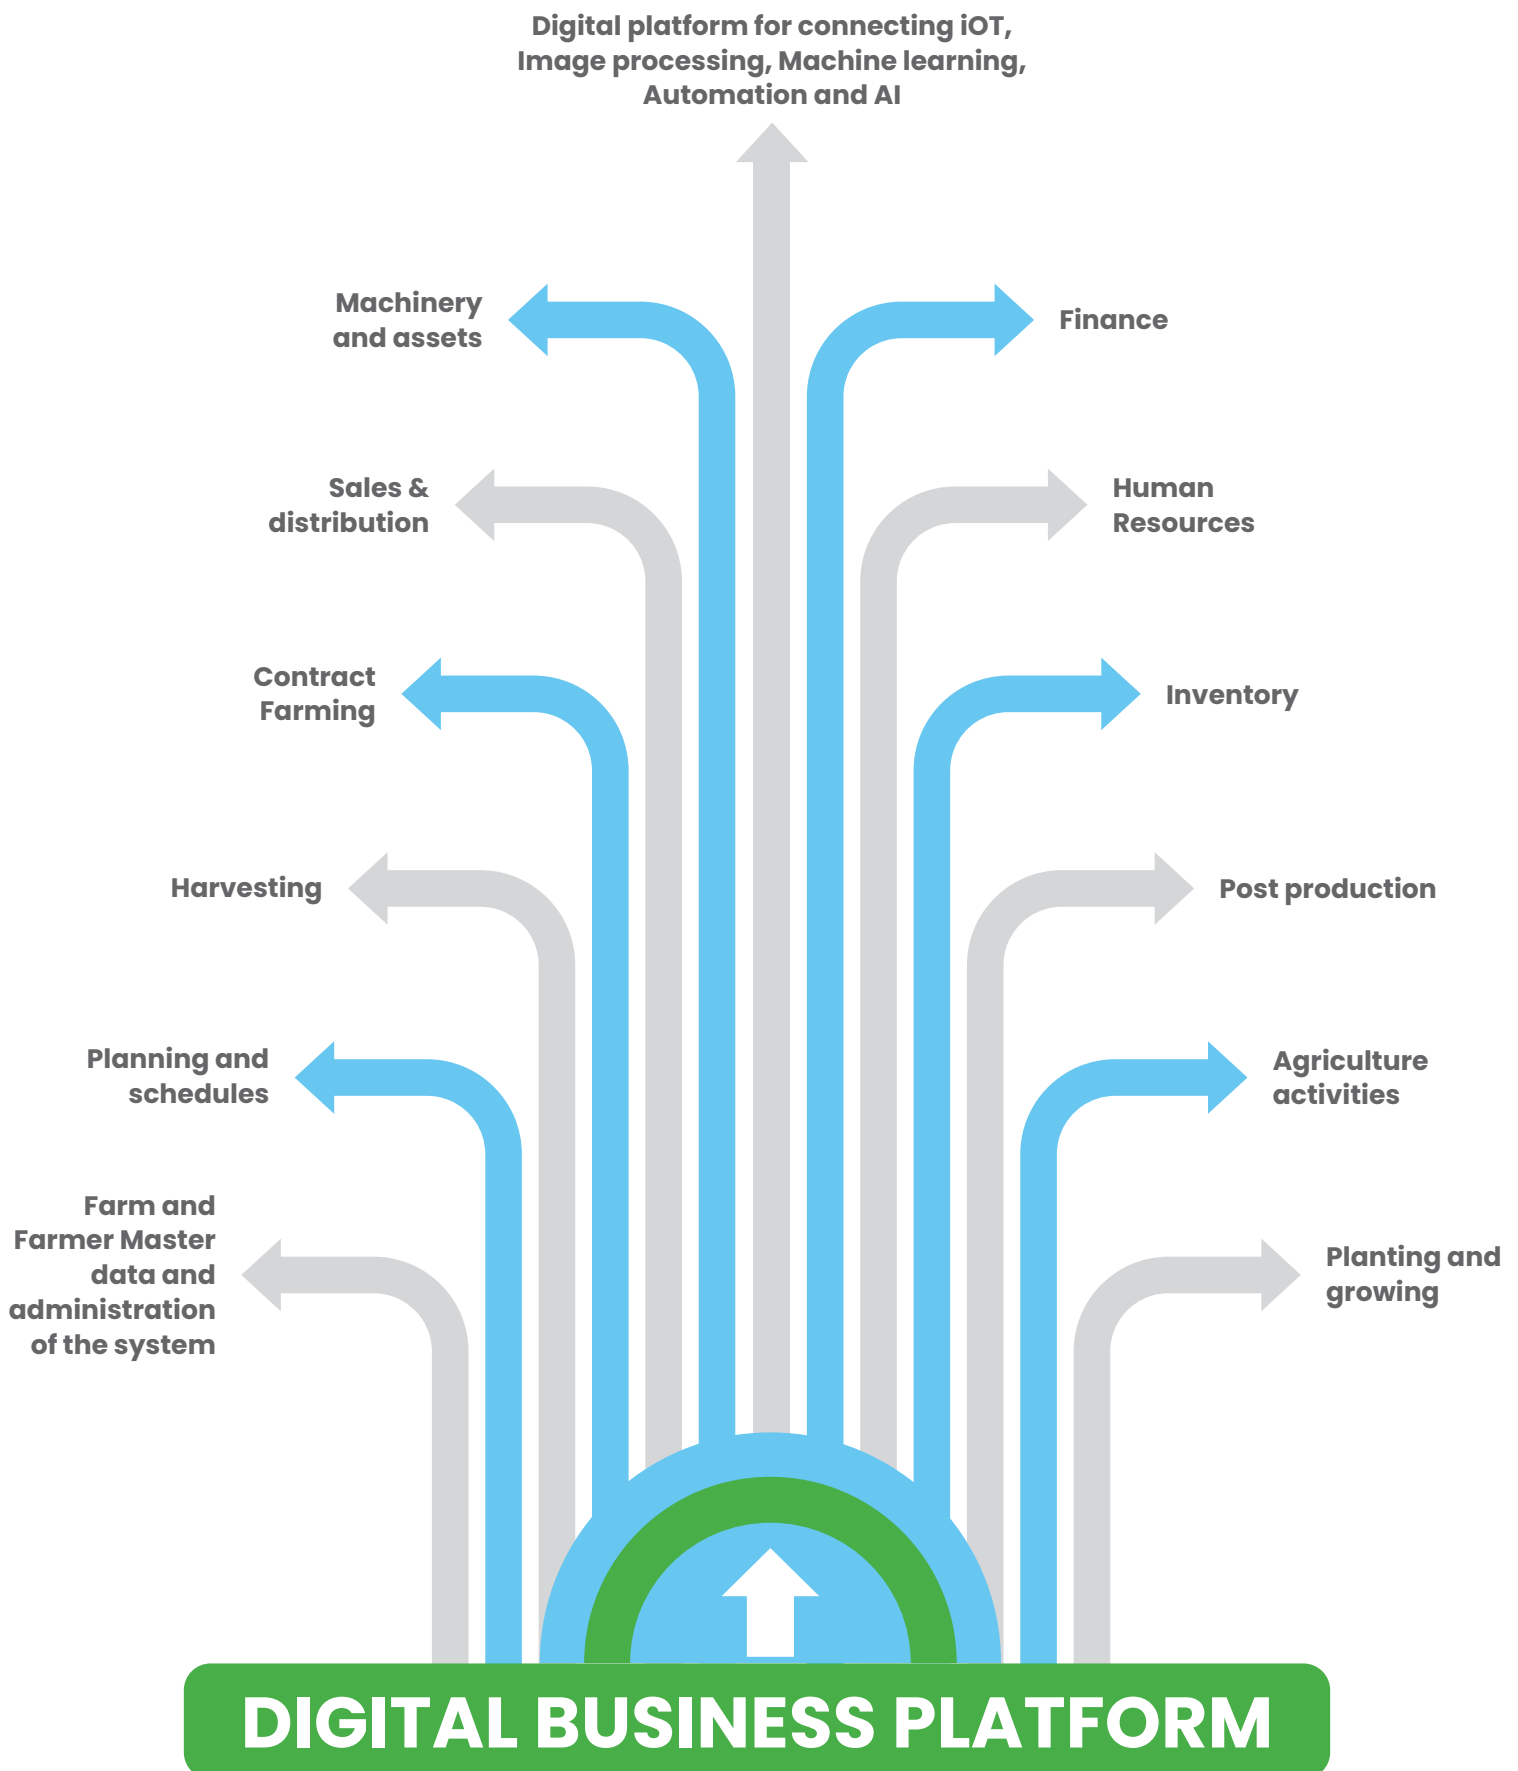 Digital platform for connecting iOT,
Image processing, Machine learning,
Automation and AI
Machinery
and assets
Finance
Sales &
distribution
Human
Resources
Contract
Farming
Inventory
Harvesting
Post production
Planning and
schedules
Agriculture
activities
Farm and
Farmer Master
data and
administration
of the system
Planting and
growing
DIGITAL BUSINESS PLATFORM